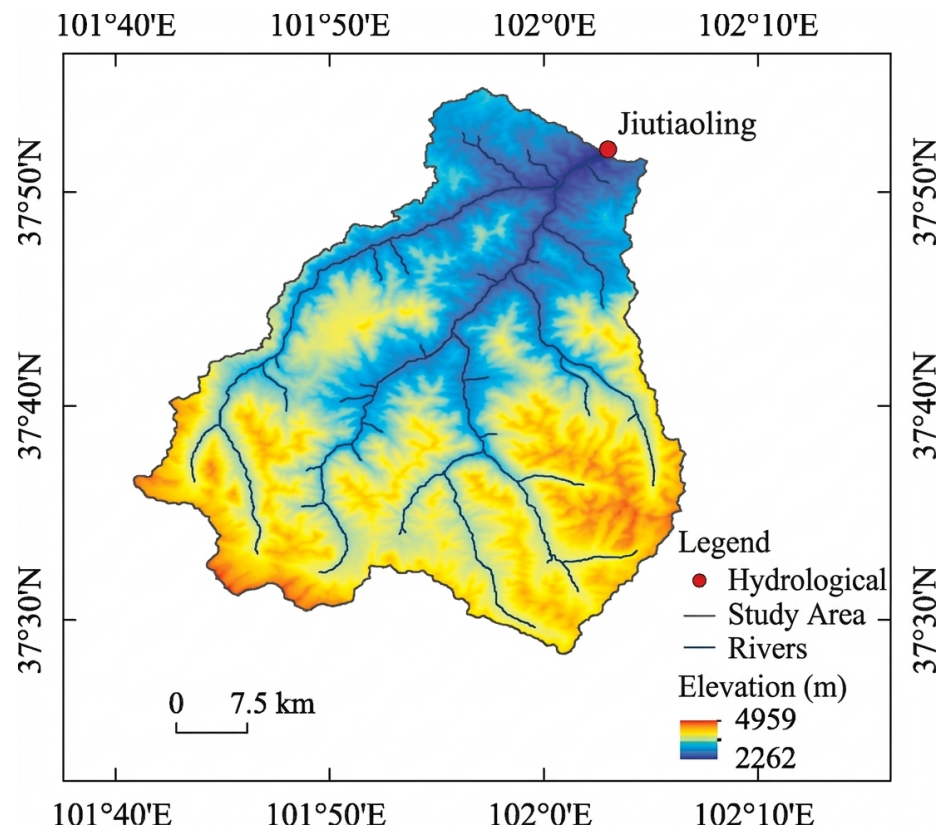 101°40'E 101°50'E 102°0'E 102°10'E
Jiutiaoling
37°50'N 37°50'N
37°40'N 37°40'N
37°30'N 37°30'N
Legend
Hydrological
Study Area
Rivers
Elevation (m)
4959
2262
0 7.5 km
101°40'E 101°50'E 102°0'E 102°10'E